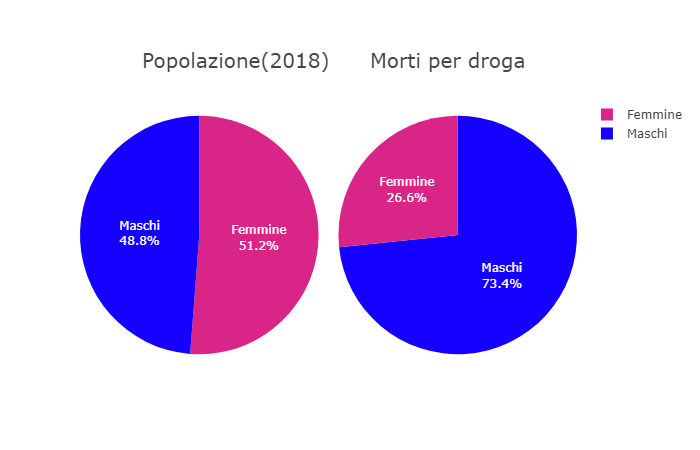 Popolazione(2018)
Morti per droga
Femmine
Maschi
Maschi
48.8%
Femmine
51.2%
Femmine
26.6%
Maschi
73.4%